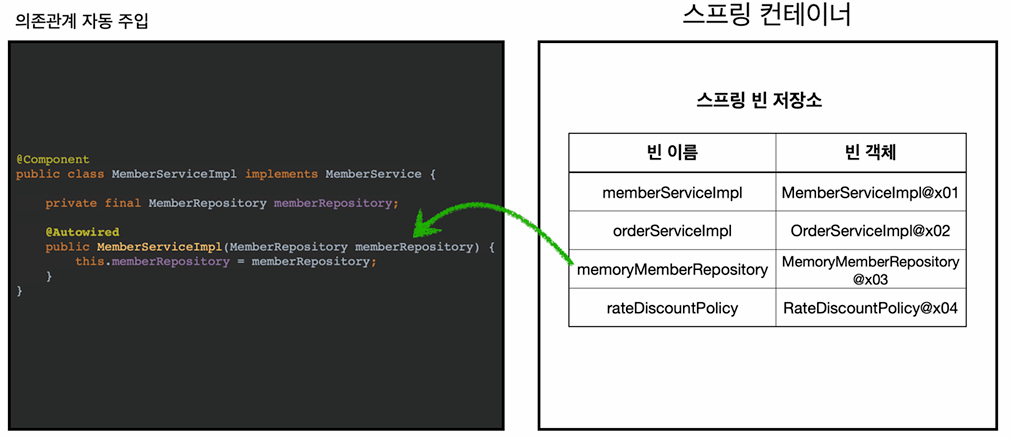 의존관계 자동 주입
@Component
public class MemberServiceImpl implements MemberService {
private final MemberRepository memberRepository;
@Autowired
public MemberServiceImpl(MemberRepository memberRepository) {
this.memberRepository = memberRepository;
}
}
스프링 컨테이너
스프링 빈 저장소
빈 이름 빈 객체
memberServiceImpl MemberServiceImpl@x01
orderServiceImpl OrderServiceImpl@x02
memoryMemberRepository MemoryMemberRepository
@x03
rateDiscountPolicy RateDiscountPolicy@x04